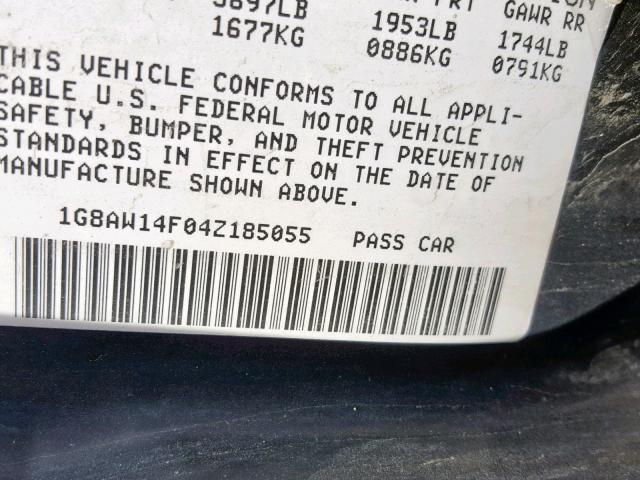 GAWR RR
3697LB 1953LB 1744LB
1677KG 0886KG 0791KG
THIS VEHICLE CONFORMS TO ALL APPLI-
CABLE U.S. FEDERAL MOTOR VEHICLE
SAFETY, BUMPER, AND THEFT PREVENTION
STANDARDS IN EFFECT ON THE DATE OF
MANUFACTURE SHOWN ABOVE.
1G8AW14F04Z185055 PASS CAR